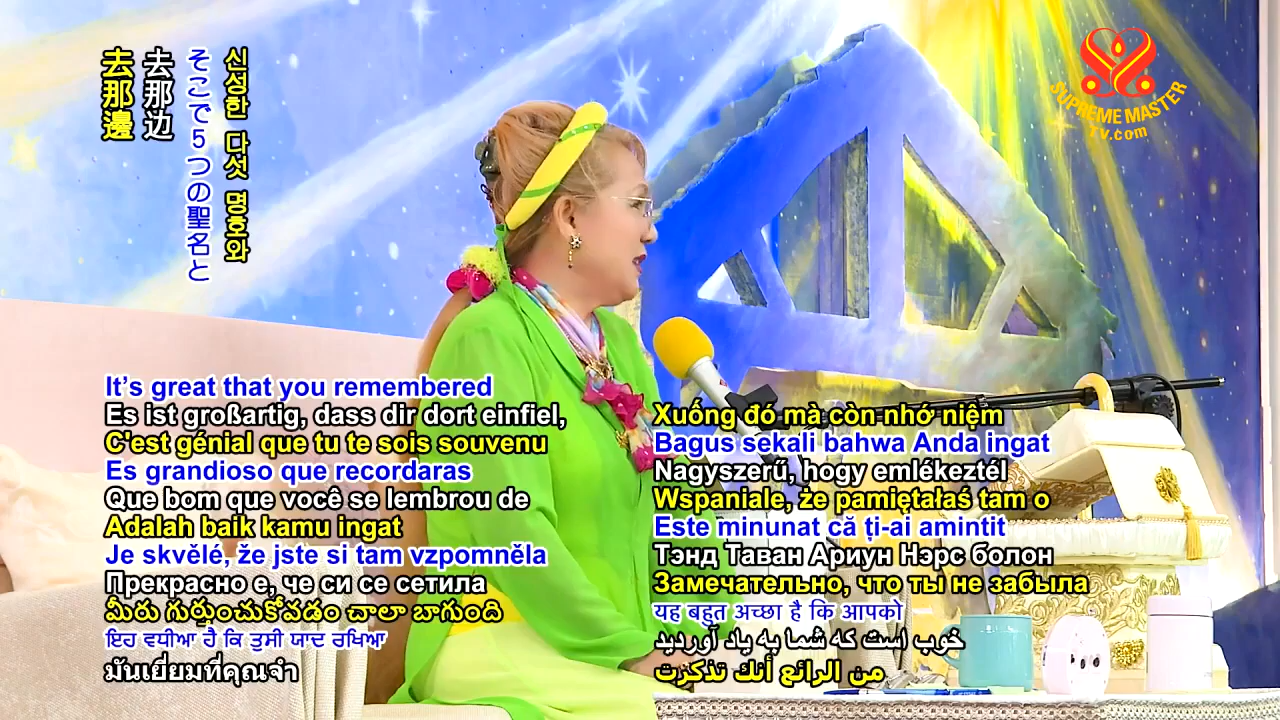 去那邊
去那边
そこで５つの聖名と
신성한 다섯 명호와
SUPREME MASTER
TV.com
It’s great that you remembered
Es ist großartig, dass dir dort einfiel,
C'est génial que tu te sois souvenu
Es grandioso que recordaras
Que bom que você se lembrou de
Adalah baik kamu ingat
Je skvělé, že jste si tam vzpomněla
Прекрасно е, че си се сетила
మీరు గుర్తుంచుకోవడం చాలా బాగుంది
ਇਹ ਵਧੀਆ ਹੈ ਕਿ ਤੁਸੀ ਯਾਦ ਰਖਿਆ
มันเยี่ยมที่คุณจำ
Xuống đó mà còn nhớ niệm
Bagus sekali bahwa Anda ingat
Nagyszerű, hogy emlékeztél
Wspaniale, że pamiętałaś tam o
Este minunat că ți-ai amintit
Тэнд Таван Ариун Нэрс болон
Замечательно, что ты не забыла
यह बहुत अच्छा है कि आपको
خوب است که شما به یاد آوردید
من الرائع أنك تذكرت